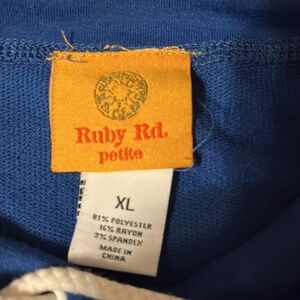 Ruby Rd.
petite
XL
81% POLYESTER
16% RAYON
3% SPANDEX
MADE IN
CHINA